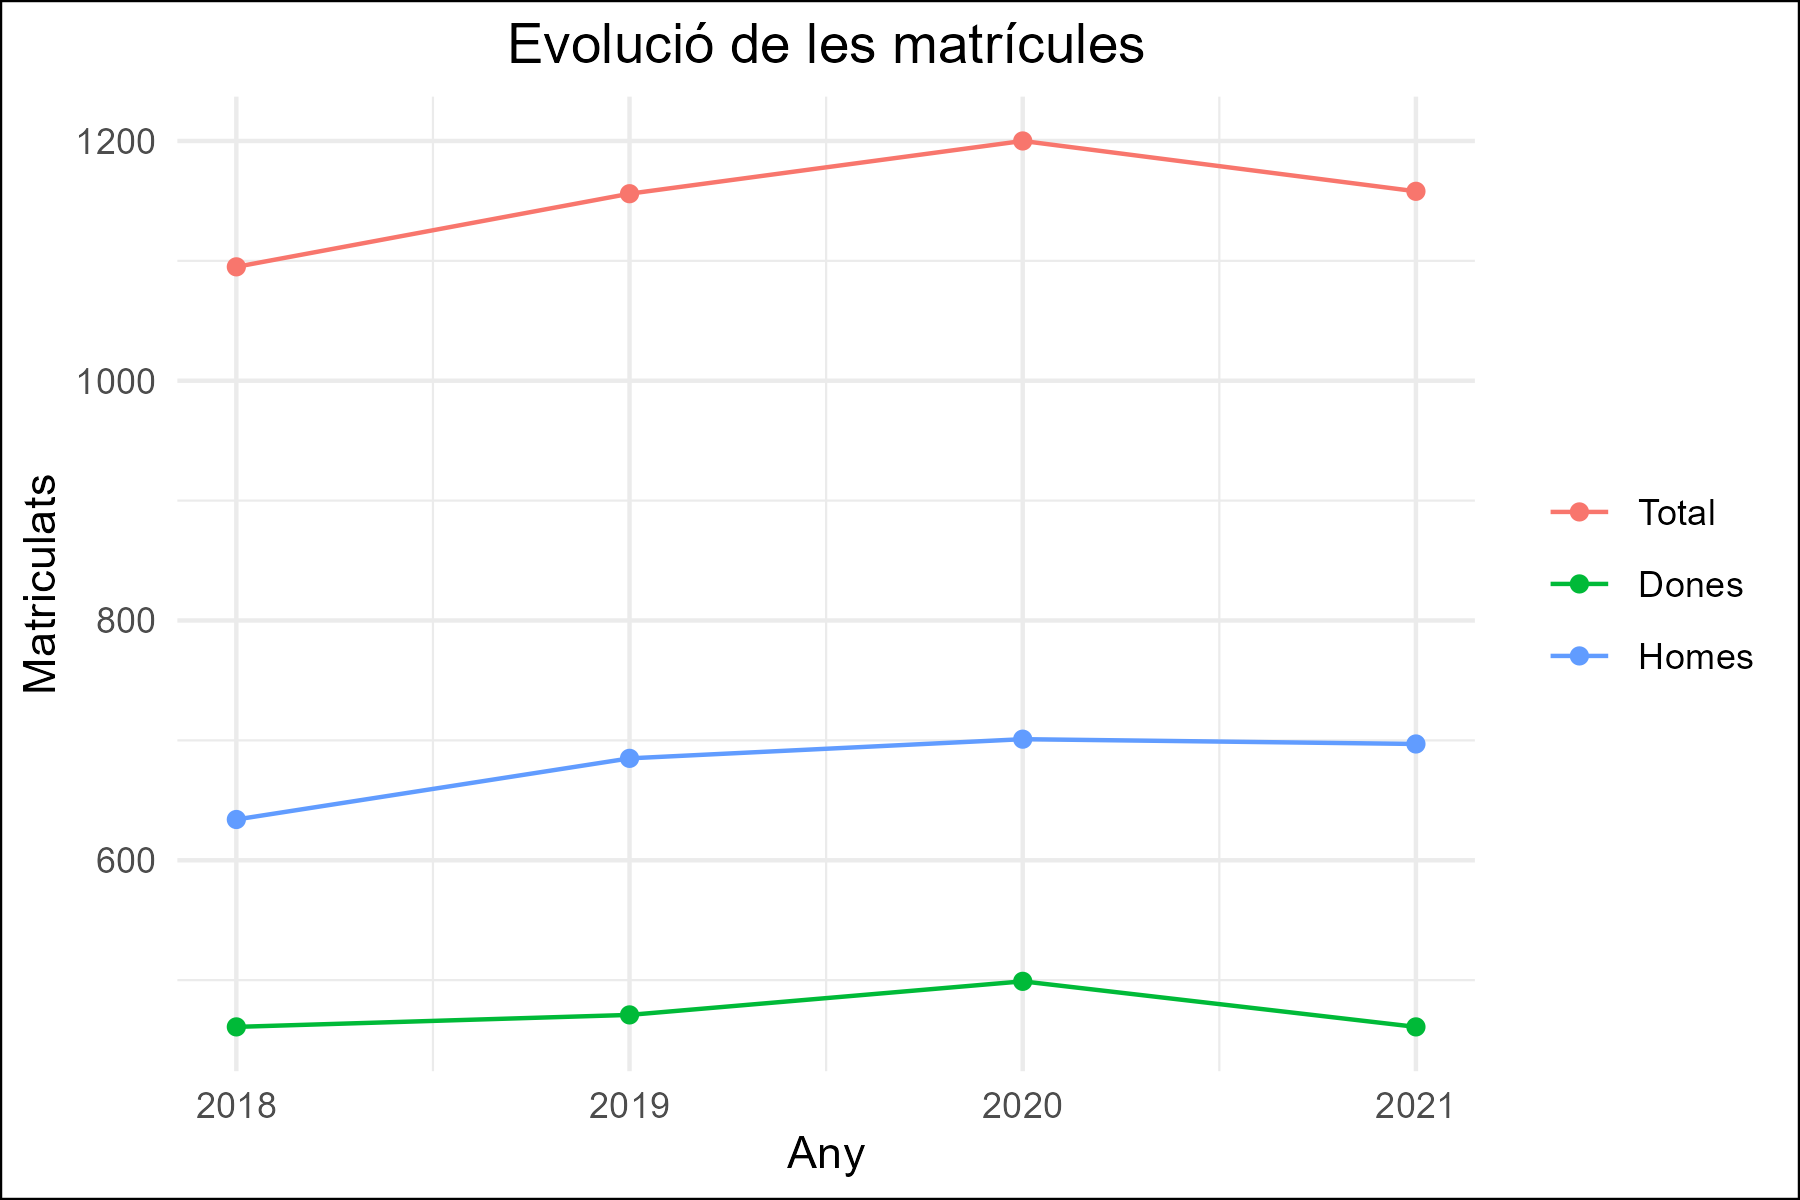 Evolució de les matrícules
Matriculats
1200
1000
800
600
2018 2019 2020 2021
Any
Total
Dones
Homes